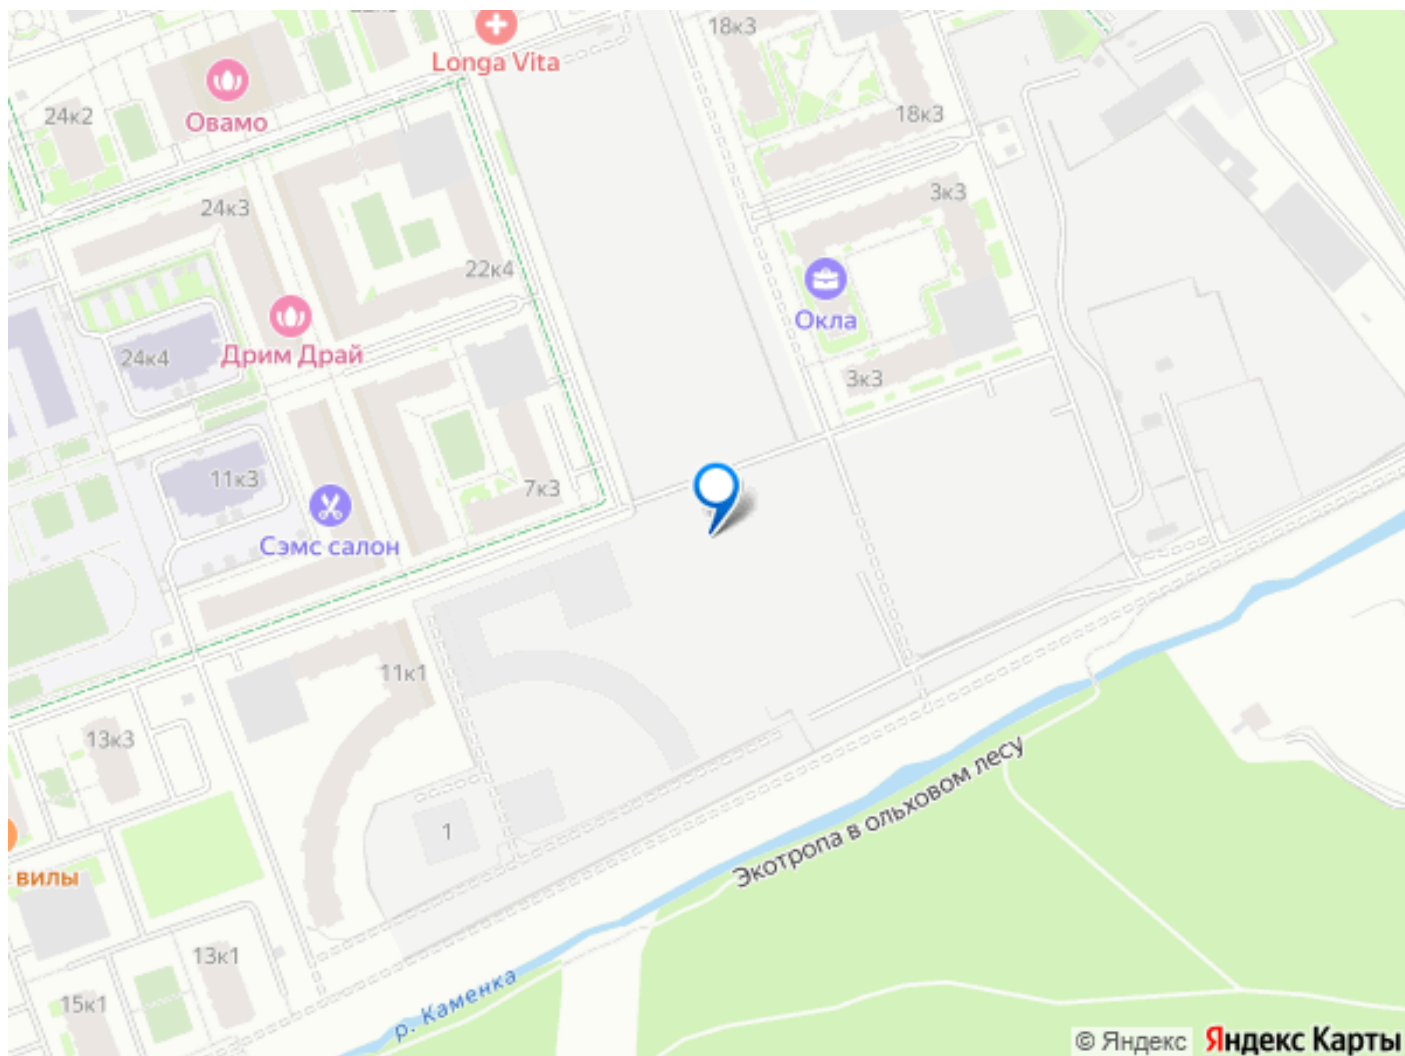 18к3
Longa Vita
24к2
Овамо
18к3
3к3
24к3
22к4
Окла
24к4
Дрим Драй
3к3
11к3
7к3
Сэмс салон
11к1
13к3
1
Экотропа в ольховом лесу
вилы
13к1
15к1
р. Каменка
© Яндекс Яндекс Карты